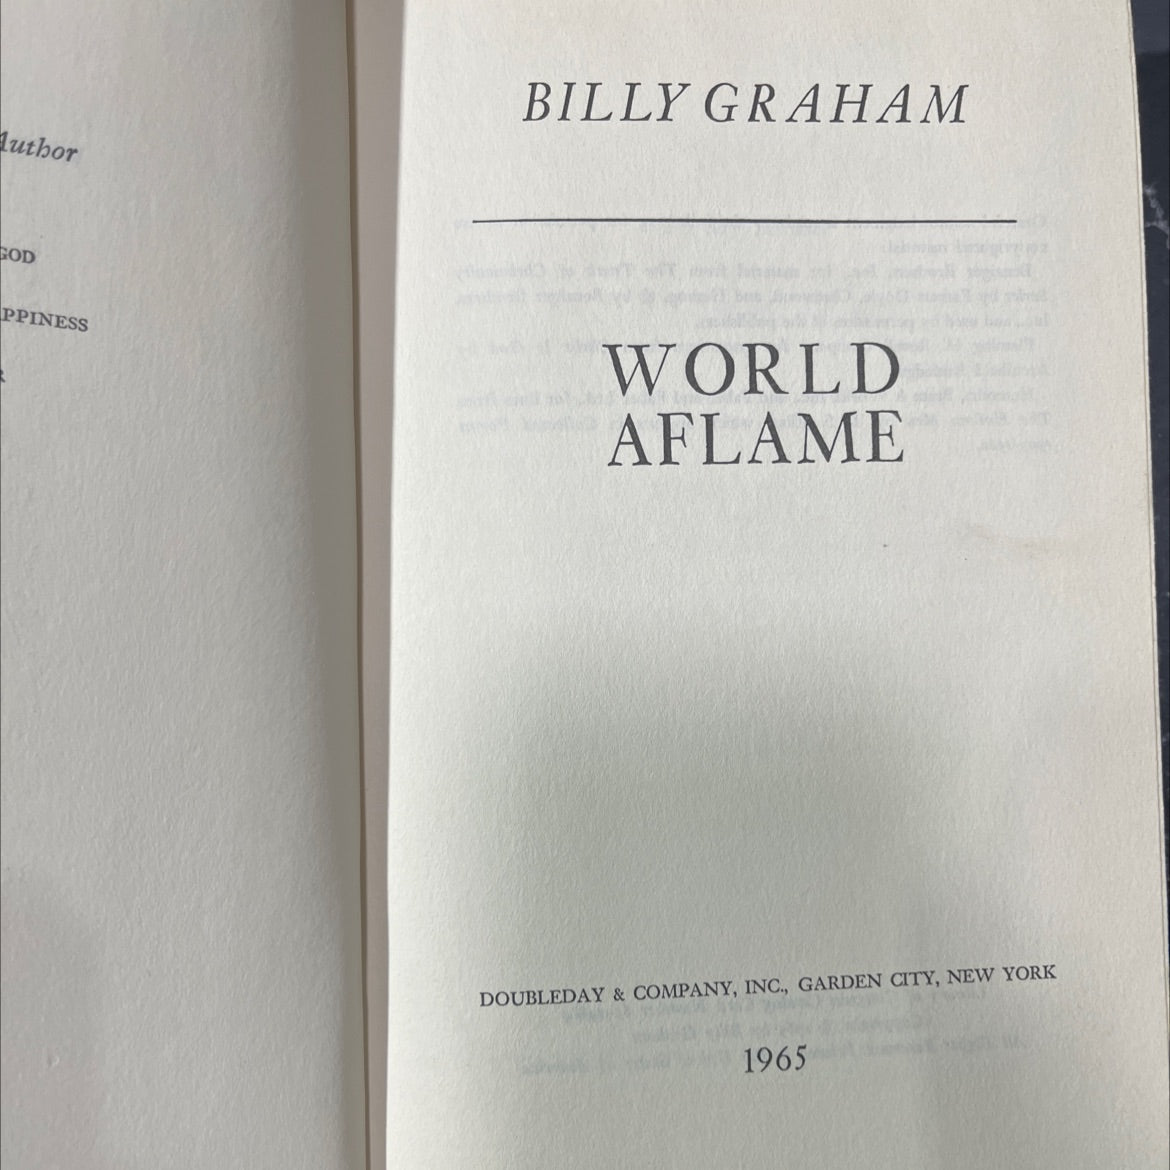 Author
GOD
PPINESS
R
BILLY GRAHAM
WORLD
AFLAME
DOUBLEDAY & COMPANY, INC., GARDEN CITY, NEW YORK
1965